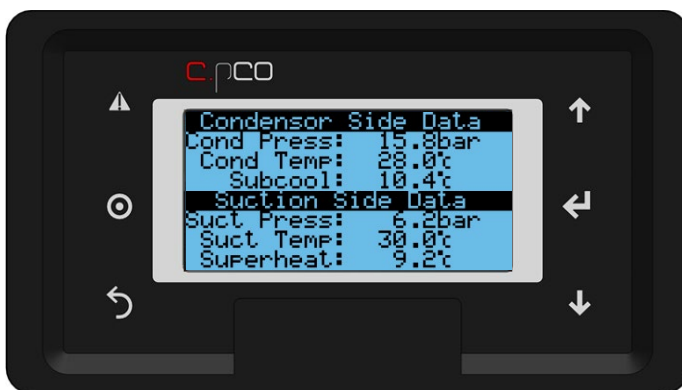 c.pCO
Condensor Side Data
Cond Press: 15.8bar
Cond Temp: 28.0℃
Subcool: 10.4℃
Suction Side Data
Suct Press: 6.2bar
Suct Temp: 30.0℃
Superheat: 9.2℃